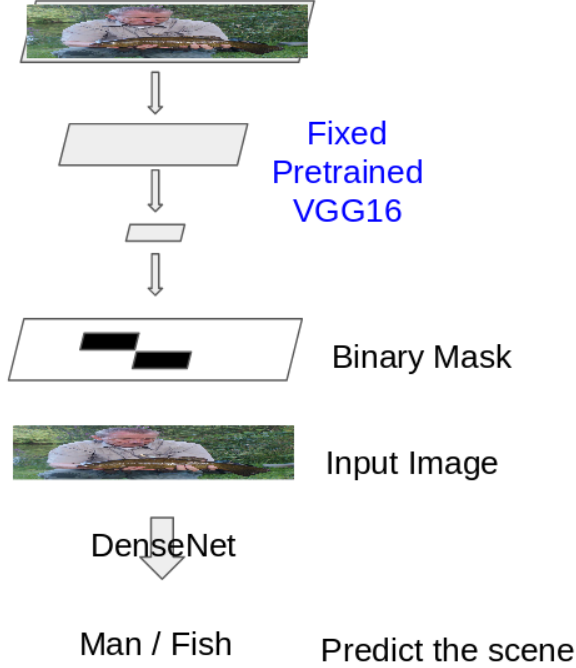 Fixed
Pretrained
VGG16
Binary Mask
Input Image
DenseNet
Man / Fish
Predict the scene